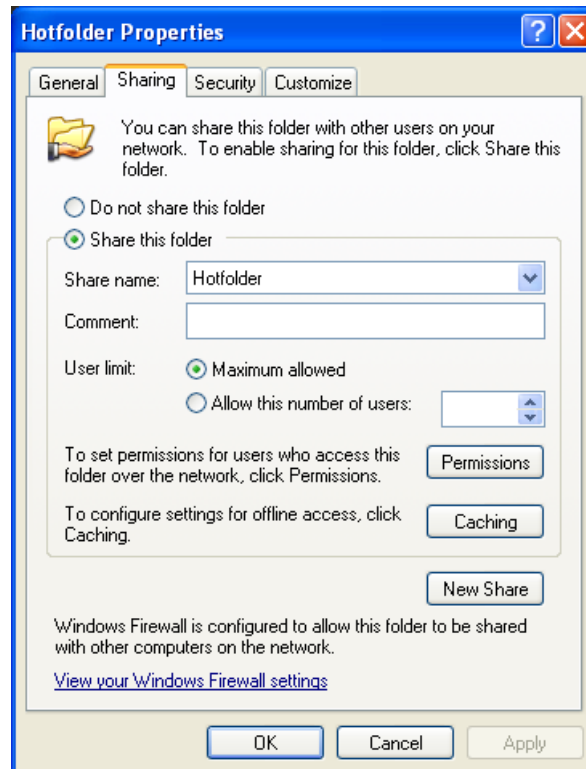 Hotfolder Properties
General Sharing Security Customize
You can share this folder with other users on your
network. To enable sharing for this folder, click Share this
folder.
Do not share this folder
Share this folder
Share name: Hotfolder
Comment:
User limit: Maximum allowed
Allow this number of users:
To set permissions for users who access this
folder over the network, click Permissions.
Permissions
To configure settings for offline access, click
Caching.
Caching
New Share
Windows Firewall is configured to allow this folder to be shared
with other computers on the network.
View your Windows Firewall settings
OK Cancel Apply